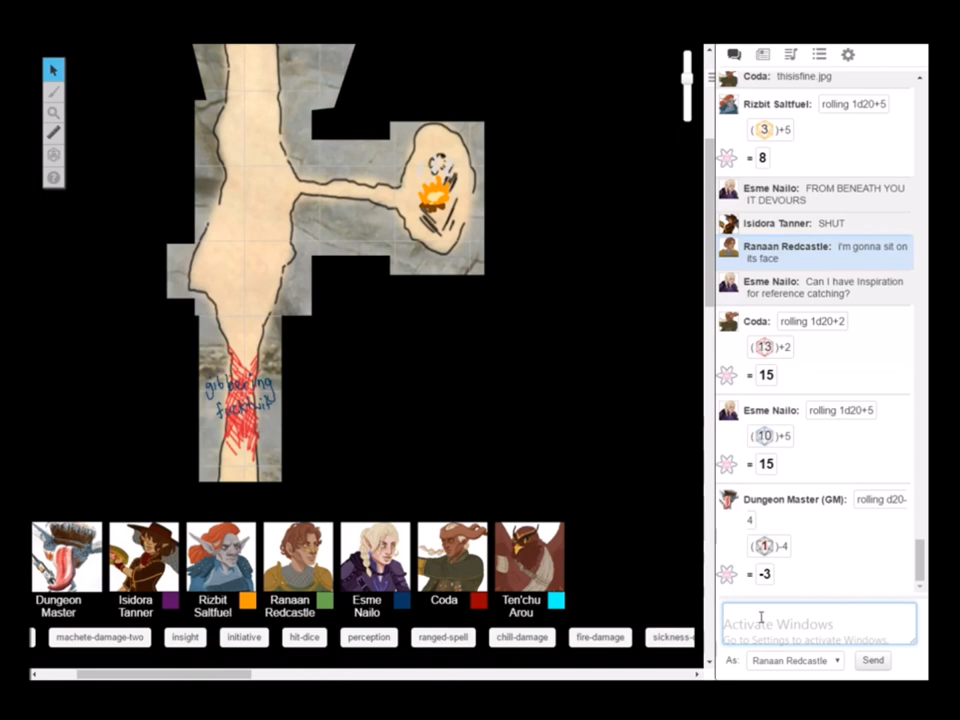 Coda: thisisfine.jpg
Rizbit Saltfuel: rolling 1d20+5
(3)+5
= 8
Esme Nailo: FROM BENEATH YOU
IT DEVOURS
Isidora Tanner: SHUT
Ranaan Redcastle: i'm gonna sit on
its face
Esme Nailo: Can I have Inspiration
for reference catching?
Coda: rolling 1d20+2
(13)+2
= 15
Esme Nailo: rolling 1d20+5
(10)+5
= 15
Dungeon Master (GM): rolling d20-
4
(1)-4
= -3
Activate Windows
Go to Settings to activate Windows.
As: Ranaan Redcastle Send
gibbering
fucktwit
Dungeon
Master
Isidora
Tanner
Rizbit
Saltfuel
Ranaan
Redcastle
Esme
Nailo
Coda
Ten'chu
Arou
machete-damage-two insight initiative hit-dice perception ranged-spell chill-damage fire-damage